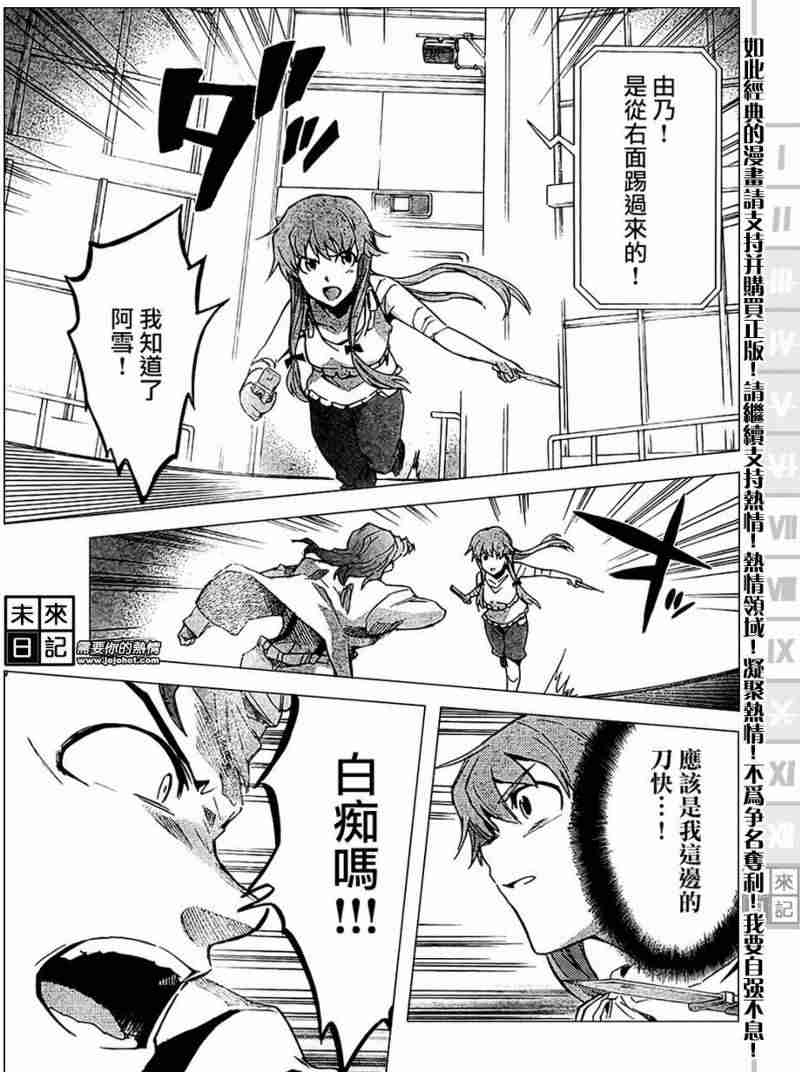 由乃！
是從右面踢過來的！
ダッ
我知道了
阿雪！
未來
日記
需要你的熱情
www.jojohot.com
應該是我這邊的
刀快…！
白痴嗎!!!
如此經典的漫畫請支持并購買正版！請繼續支持熱情！熱情領域！凝聚熱情！不爲争名奪利！我要自强不息！
I
II
III
IV
V
VI
VII
VIII
IX
X
XI
XII
來
記